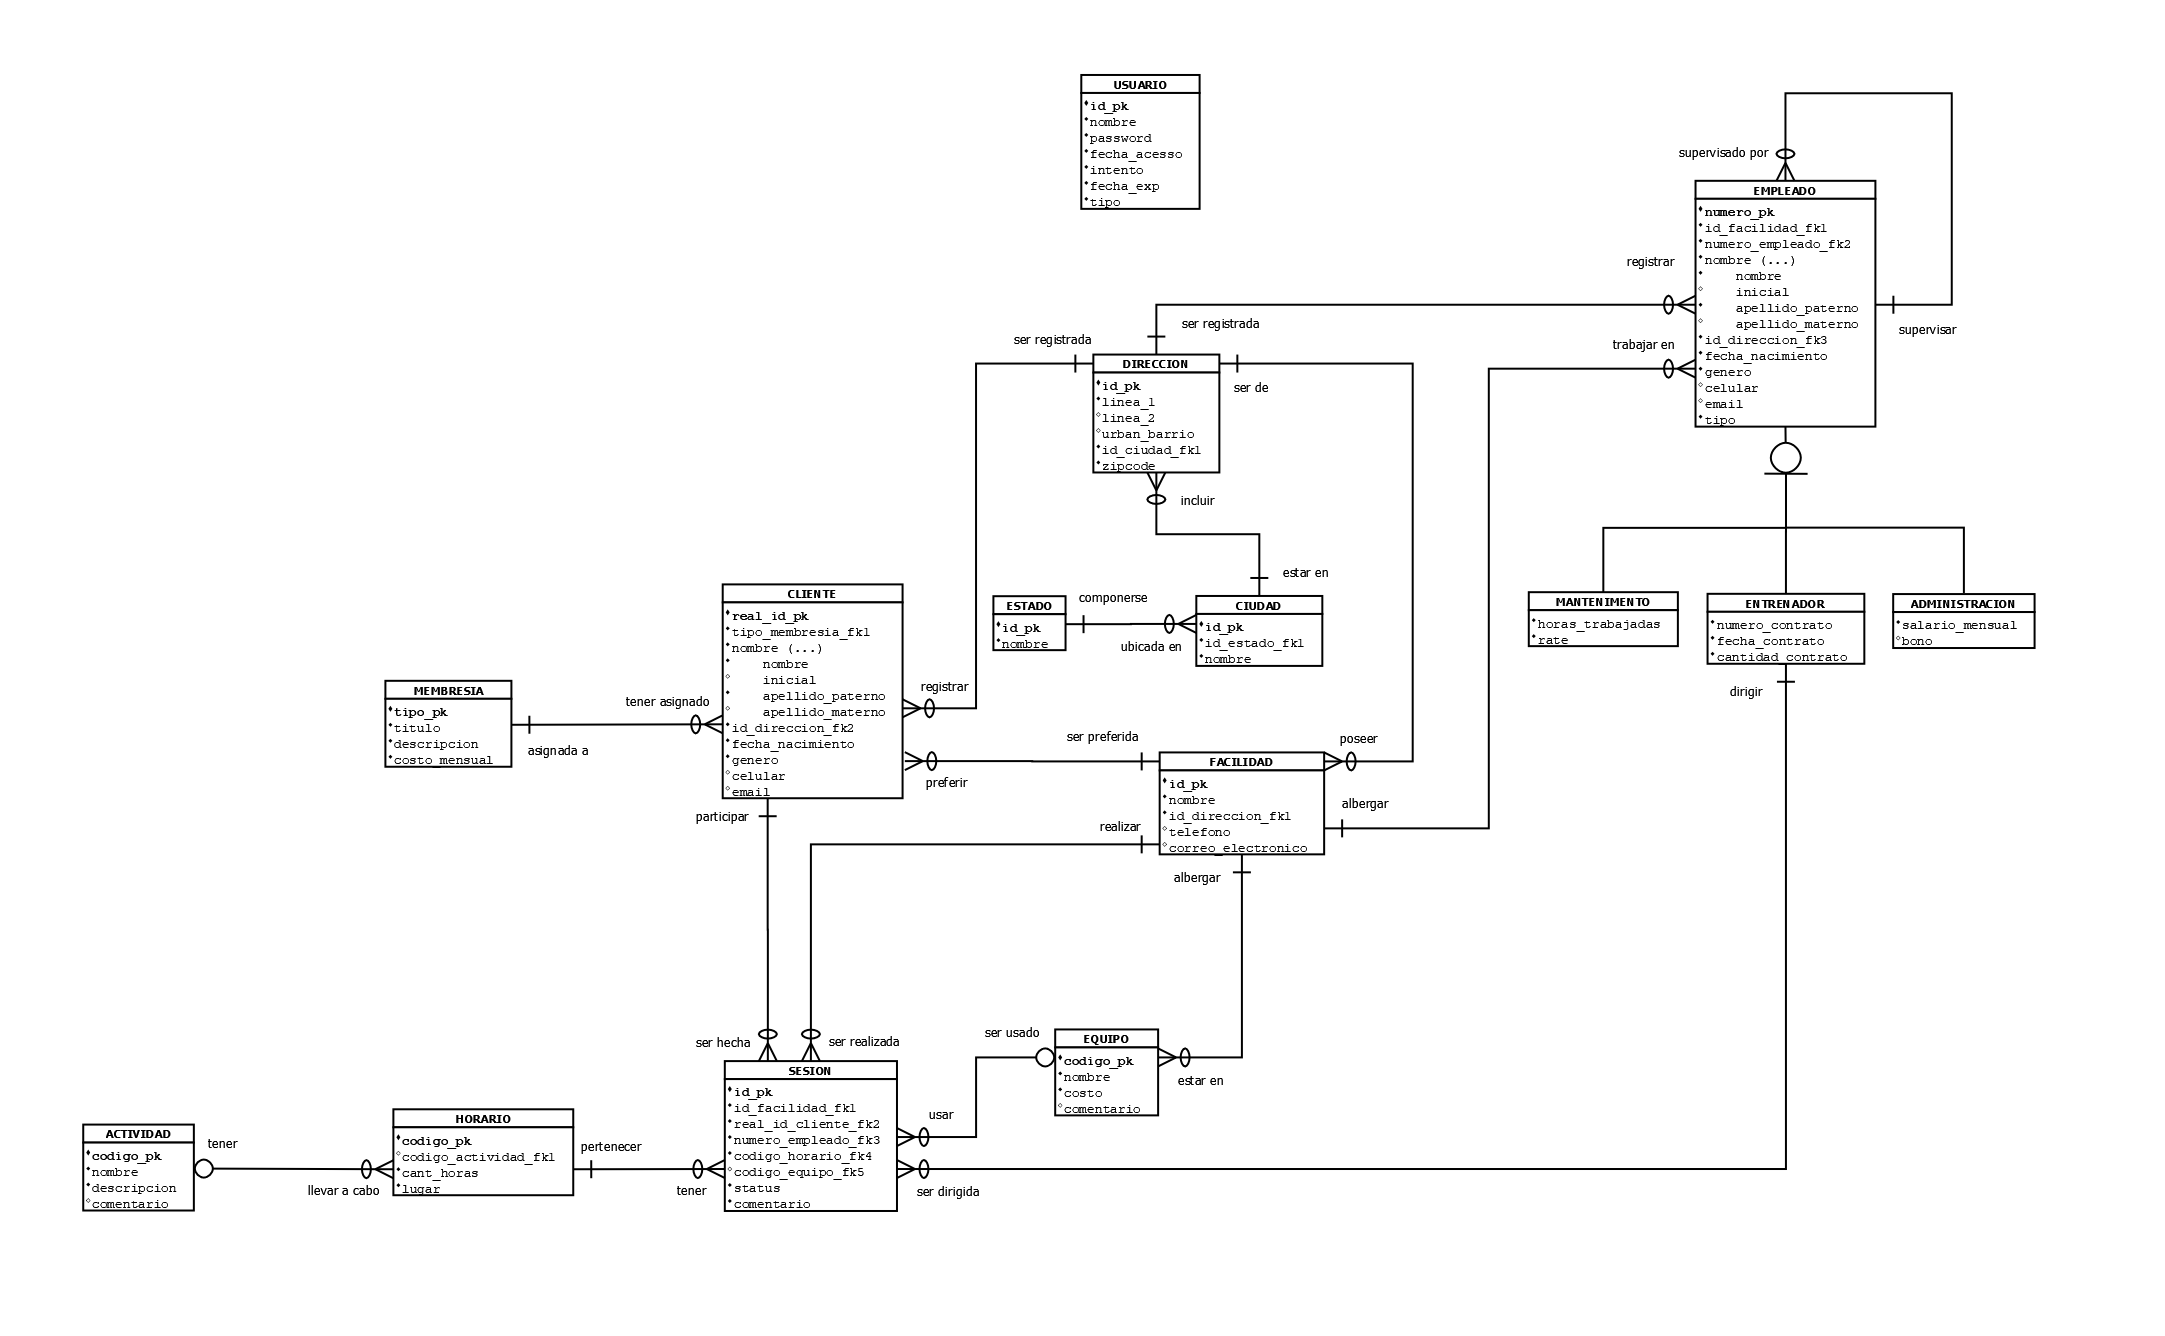 USUARIO
id_pk
nombre
password
fecha_acesso
intento
fecha_exp
tipo
supervisado por
EMPLEADO
numero_pk
id_facilidad_fk1
numero_empleado_fk2
nombre (...)
nombre
inicial
apellido_paterno
apellido_materno
id_direccion_fk3
fecha_nacimiento
genero
celular
email
tipo
registrar
supervisar
trabajar en
ser registrada
ser registrada
DIRECCION
id_pk
linea_1
linea_2
urban_barrio
id_ciudad_fk1
zipcode
ser de
incluir
estar en
ESTADO
id_pk
nombre
componerse
ubicada en
CIUDAD
id_pk
id_estado_fk1
nombre
MANTENIMENTO
horas_trabajadas
rate
ENTRENADOR
numero_contrato
fecha_contrato
cantidad_contrato
ADMINISTRACION
salario_mensual
bono
dirigir
CLIENTE
real_id_pk
tipo_membresia_fk1
nombre (...)
nombre
inicial
apellido_paterno
apellido_materno
id_direccion_fk2
fecha_nacimiento
genero
celular
email
MEMBRESIA
tipo_pk
titulo
descripcion
costo_mensual
tener asignado
asignada a
registrar
preferir
ser preferida
FACILIDAD
id_pk
nombre
id_direccion_fk1
telefono
correo_electronico
poseer
albergar
participar
realizar
albergar
ser hecha
ser realizada
ser usado
EQUIPO
codigo_pk
nombre
costo
comentario
estar en
SESION
id_pk
id_facilidad_fk1
real_id_cliente_fk2
numero_empleado_fk3
codigo_horario_fk4
codigo_equipo_fk5
status
comentario
usar
ser dirigida
ACTIVIDAD
codigo_pk
nombre
descripcion
comentario
tener
llevar a cabo
HORARIO
codigo_pk
codigo_actividad_fk1
cant_horas
lugar
pertenecer
tener